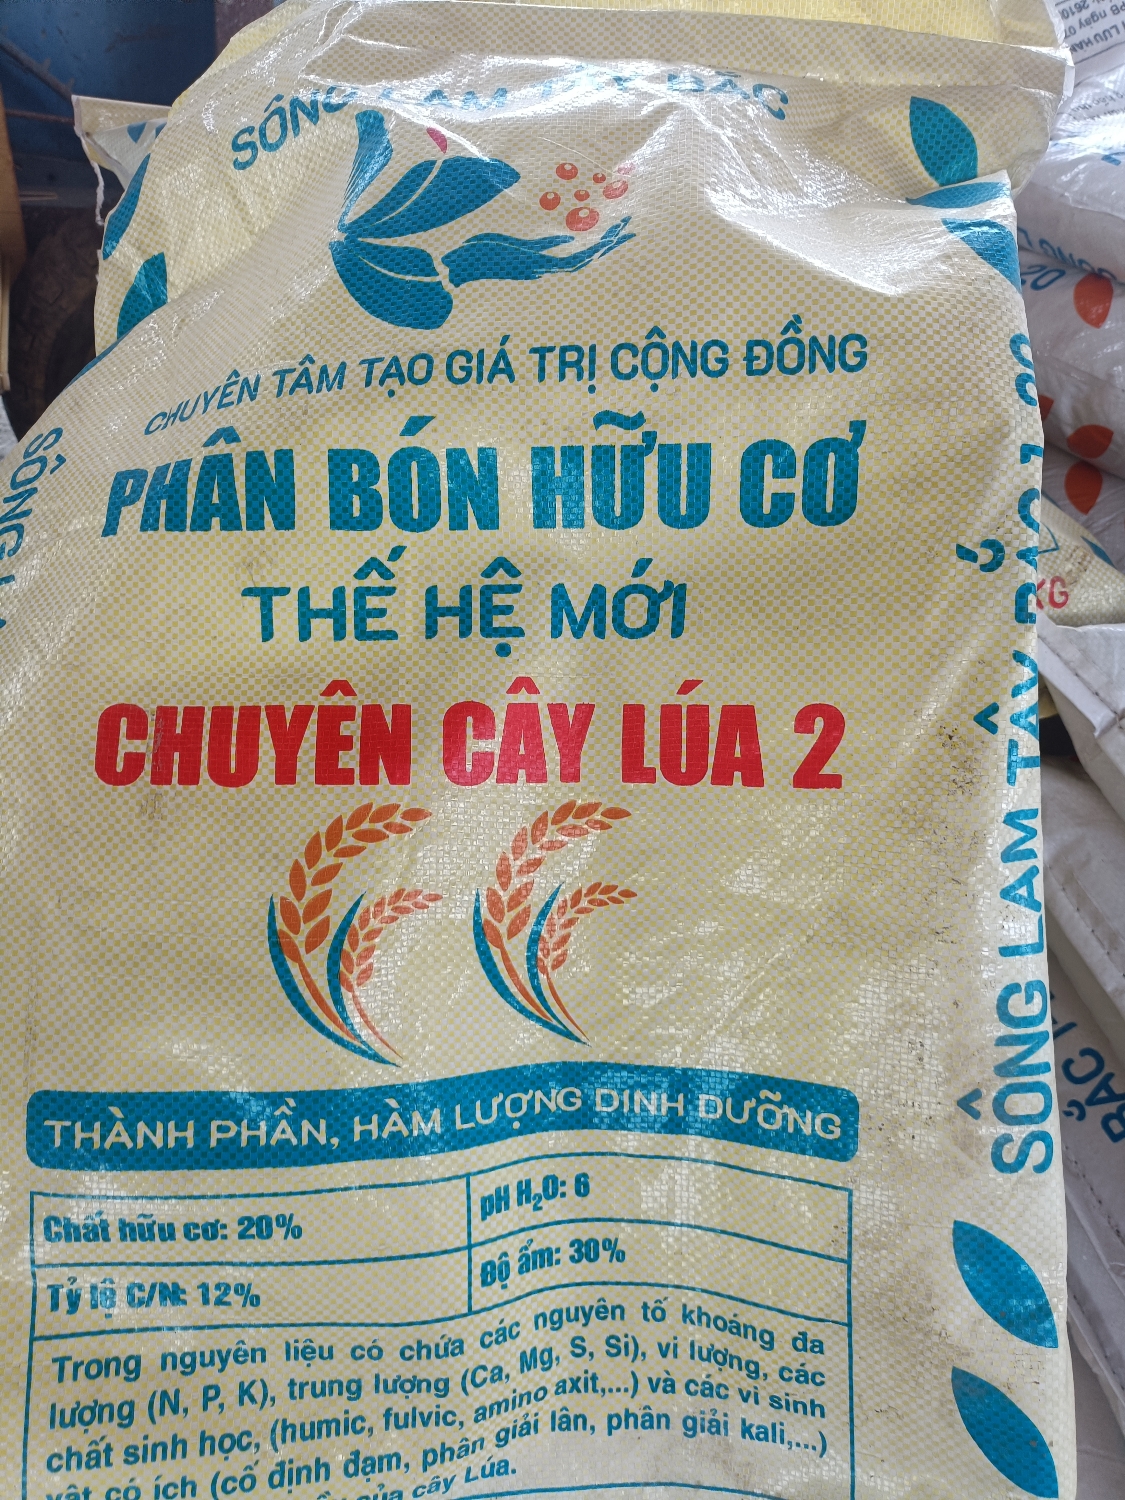 SÔNG LAM TÂY BẮC
CHUYÊN TÂM TẠO GIÁ TRỊ CỘNG ĐỒNG
PHÂN BÓN HỮU CƠ
THẾ HỆ MỚI
CHUYÊN CÂY LÚA 2
THÀNH PHẦN, HÀM LƯỢNG DINH DƯỠNG
Chất hữu cơ: 20%
pH H₂O: 6
Tỷ lệ C/N: 12%
Độ ẩm: 30%
Trong nguyên liệu có chứa các nguyên tố khoáng đa
lượng (N, P, K), trung lượng (Ca, Mg, S, Si), vi lượng, các
chất sinh học, (humic, fulvic, amino axit,...) và các vi sinh
vật có ích (cố định đạm, phân giải lân, phân giải kali,...)
của cây Lúa.
SÔNG LAM TÂY BẮC
SÔNG
KG
BẮC